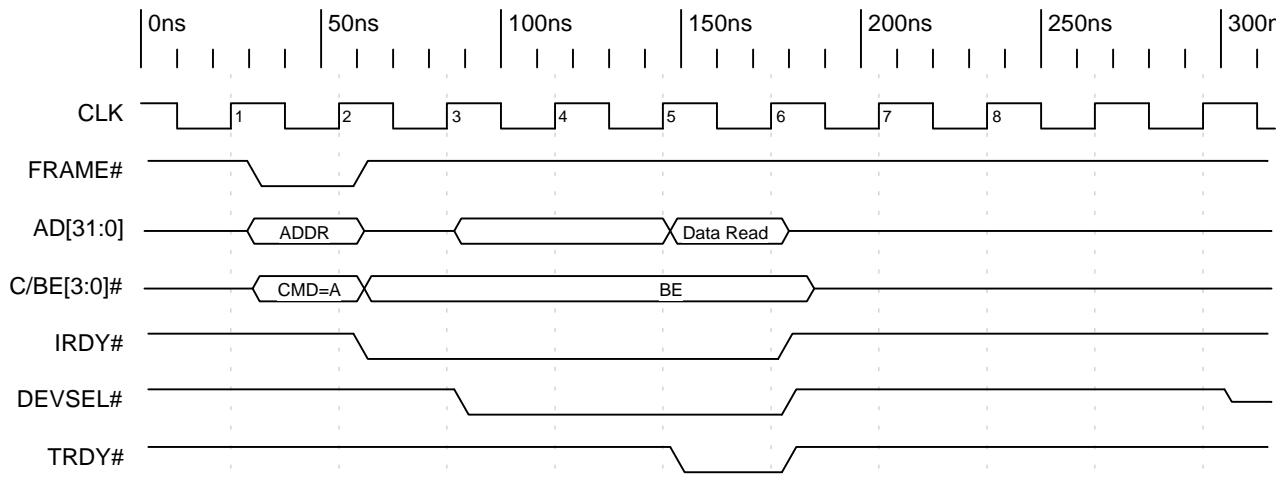 0ns 50ns 100ns 150ns 200ns 250ns 300n
CLK 1 2 3 4 5 6 7 8
FRAME#
AD[31:0] ADDR Data Read
C/BE[3:0]# CMD=A BE
IRDY#
DEVSEL#
TRDY#